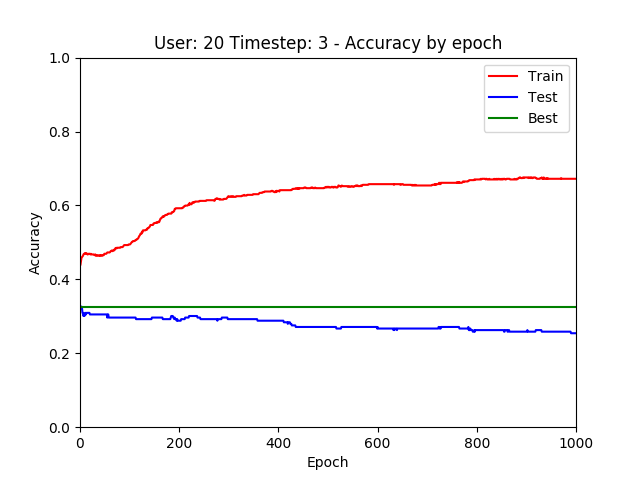 User: 20 Timestep: 3 - Accuracy by epoch
1.0
0.8
0.6
0.4
0.2
0.0
Accuracy
Train
Test
Best
0 200 400 600 800 1000
Epoch